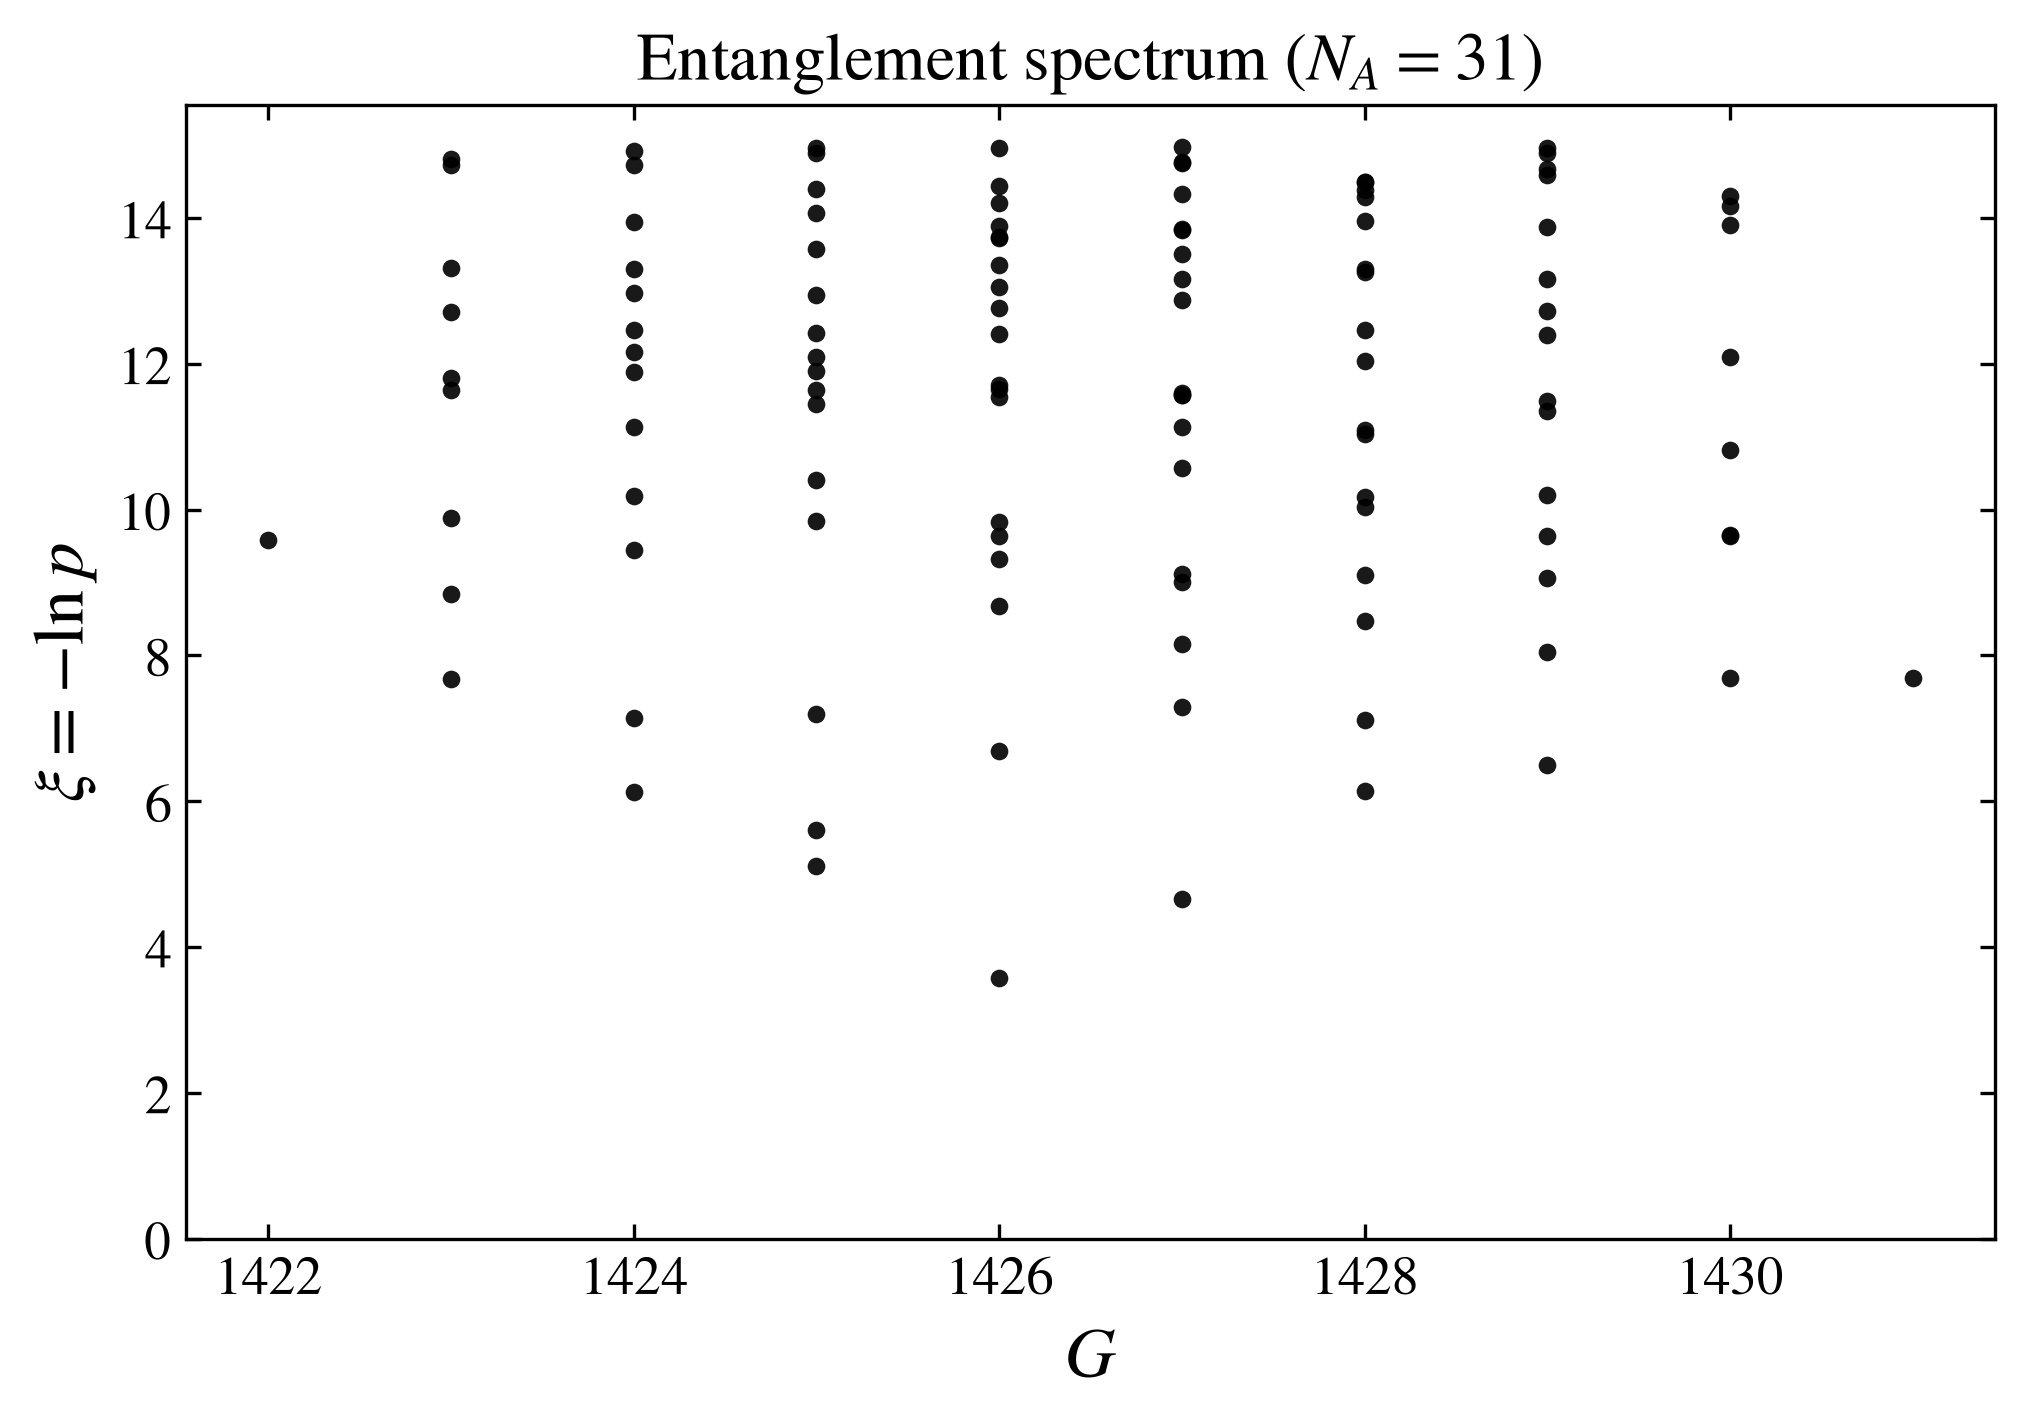 Entanglement spectrum (N_A = 31)
ξ = −ln p
14
12
10
8
6
4
2
0
1422 1424 1426 1428 1430
G